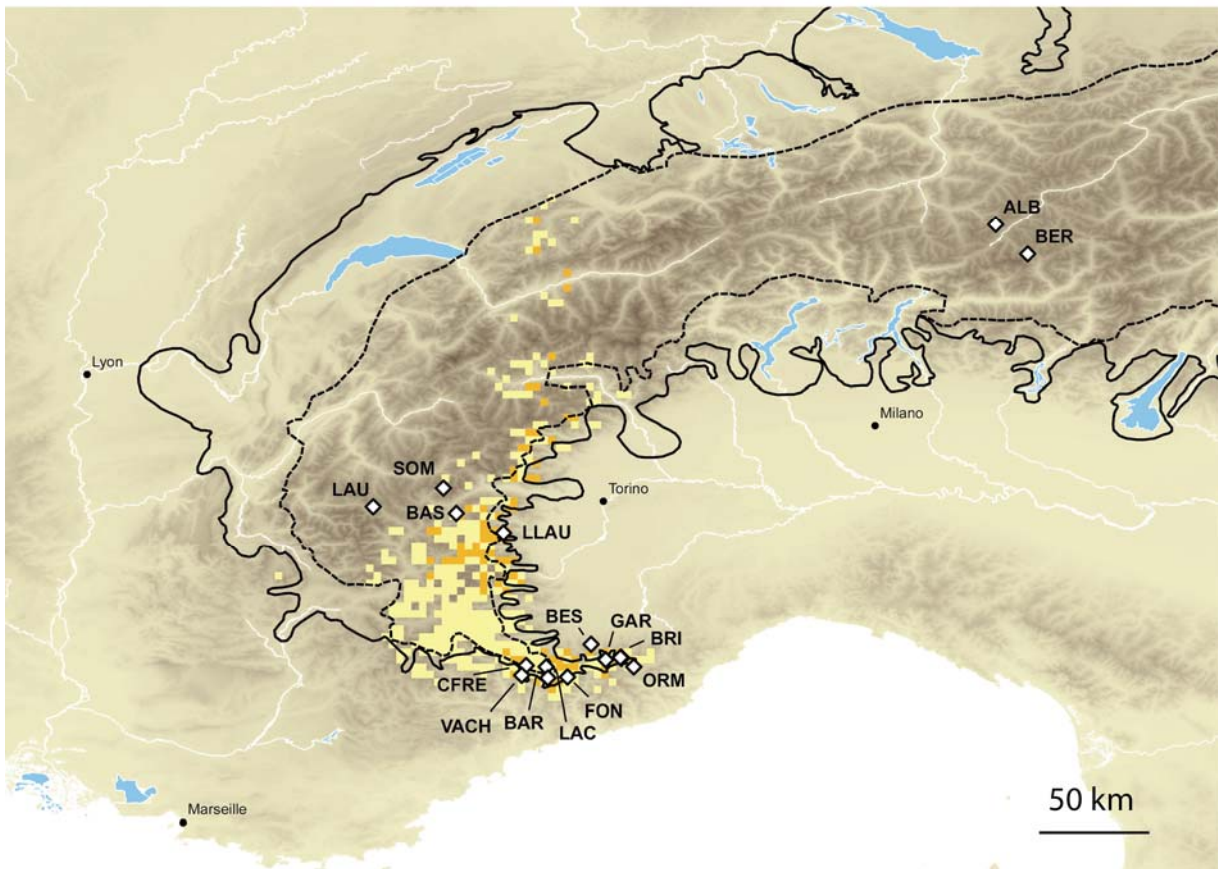 ALB
BER
Lyon
Milano
SOM
LAU
Torino
BAS
LLAU
BES
GAR
BRI
CFRE
ORM
VACH
BAR
FON
LAC
50 km
Marseille